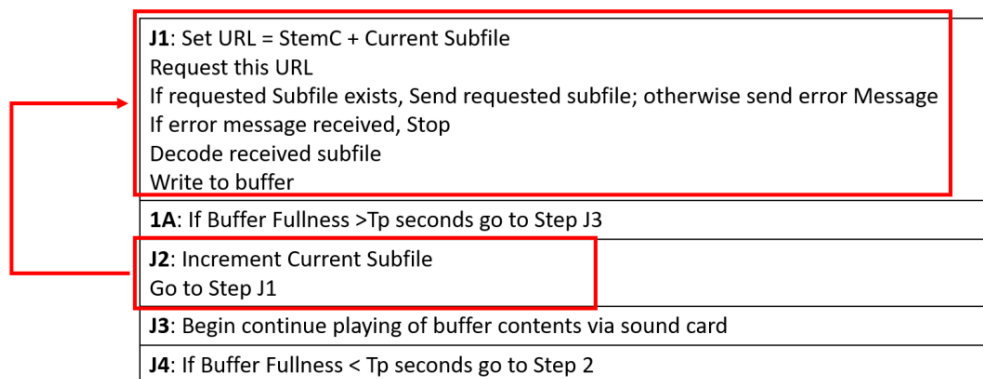 J1: Set URL = StemC + Current Subfile
Request this URL
If requested Subfile exists, Send requested subfile; otherwise send error Message
If error message received, Stop
Decode received subfile
Write to buffer
1A: If Buffer Fullness >Tp seconds go to Step J3
J2: Increment Current Subfile
Go to Step J1
J3: Begin continue playing of buffer contents via sound card
J4: If Buffer Fullness < Tp seconds go to Step 2